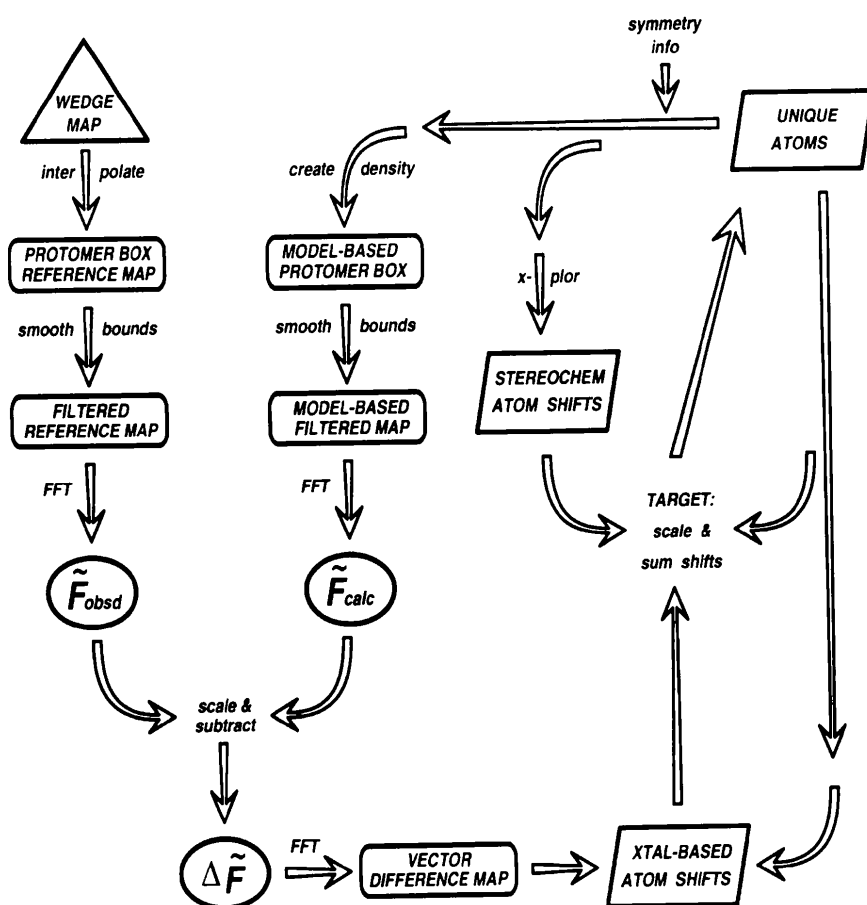 symmetry
info
WEDGE
MAP
UNIQUE
ATOMS
inter polate
create density
PROTOMER BOX
REFERENCE MAP
MODEL-BASED
PROTOMER BOX
x- plor
smooth bounds
smooth bounds
STEREOCHEM
ATOM SHIFTS
FILTERED
REFERENCE MAP
MODEL-BASED
FILTERED MAP
FFT
FFT
TARGET:
scale &
sum shifts
F̃obsd
F̃calc
scale &
subtract
ΔF̃
FFT
VECTOR
DIFFERENCE MAP
XTAL-BASED
ATOM SHIFTS